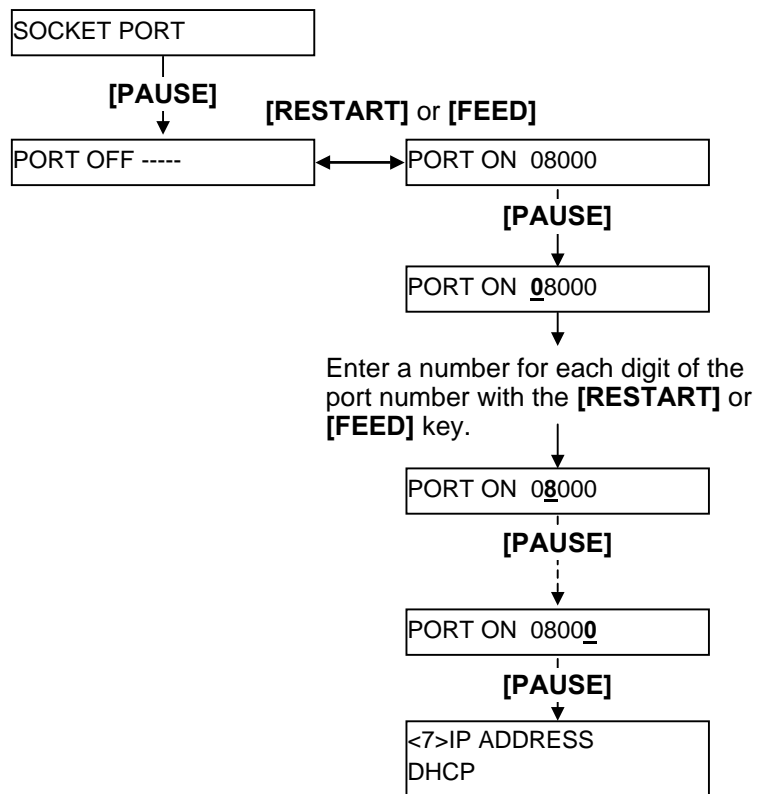 SOCKET PORT
[PAUSE]
[RESTART] or [FEED]
PORT OFF -----
PORT ON 08000
[PAUSE]
PORT ON 08000
Enter a number for each digit of the
port number with the [RESTART] or
[FEED] key.
PORT ON 08000
[PAUSE]
PORT ON 08000
[PAUSE]
<7>IP ADDRESS
DHCP